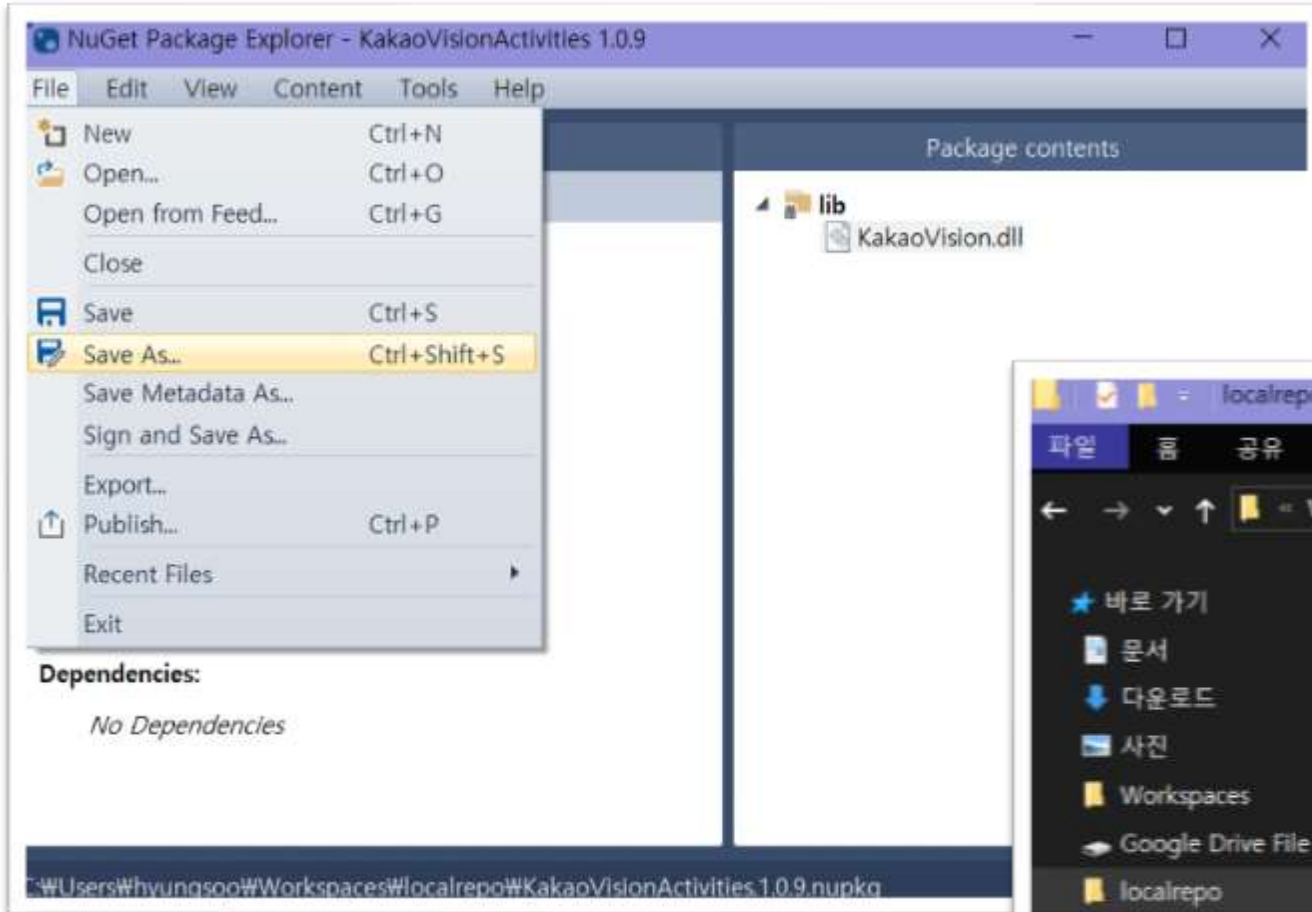 NuGet Package Explorer - KakaoVisionActivities 1.0.9
File Edit View Content Tools Help
New Ctrl+N
Open... Ctrl+O
Open from Feed... Ctrl+G
Close
Save Ctrl+S
Save As... Ctrl+Shift+S
Save Metadata As...
Sign and Save As...
Export...
Publish... Ctrl+P
Recent Files
Exit
Dependencies:
No Dependencies
C:₩Users₩hyungsoo₩Workspaces₩localrepo₩KakaoVisionActivities.1.0.9.nupkg
Package contents
lib
KakaoVision.dll
파일 홈 공유
바로 가기
문서
다운로드
사진
Workspaces
Google Drive File
localrepo